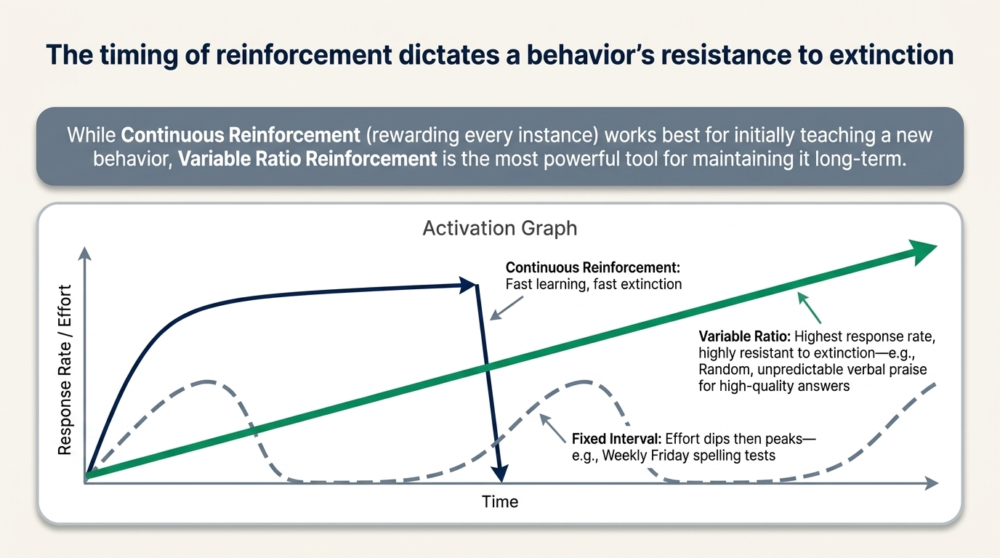 The timing of reinforcement dictates a behavior’s resistance to extinction
While Continuous Reinforcement (rewarding every instance) works best for initially teaching a new
behavior, Variable Ratio Reinforcement is the most powerful tool for maintaining it long-term.
Activation Graph
Response Rate / Effort
Continuous Reinforcement:
Fast learning, fast extinction
Variable Ratio: Highest response rate,
highly resistant to extinction—e.g.,
Random, unpredictable verbal praise
for high-quality answers
Fixed Interval: Effort dips then peaks—
e.g., Weekly Friday spelling tests
Time